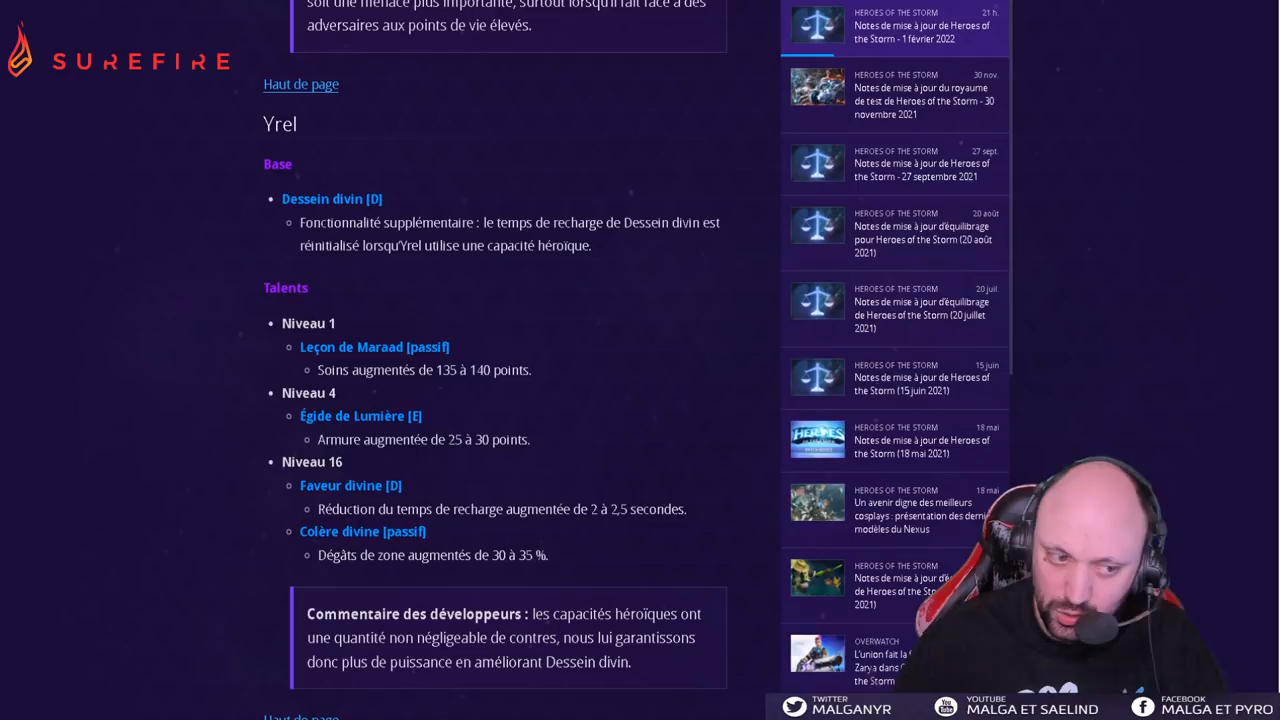 soit une menace plus importante, surtout lorsqu'il fait face à des
adversaires aux points de vie élevés.
SUREFIRE
Haut de page
Yrel
Base
• Dessein divin [D]
○ Fonctionnalité supplémentaire : le temps de recharge de Dessein divin est
réinitialisé lorsqu'Yrel utilise une capacité héroïque.
Talents
• Niveau 1
○ Leçon de Maraad [passif]
○ Soins augmentés de 135 à 140 points.
• Niveau 4
○ Égide de Lumière [E]
○ Armure augmentée de 25 à 30 points.
• Niveau 16
○ Faveur divine [D]
○ Réduction du temps de recharge augmentée de 2 à 2,5 secondes.
○ Colère divine [passif]
○ Dégâts de zone augmentés de 30 à 35 %.
Commentaire des développeurs : les capacités héroïques ont
une quantité non négligeable de contres, nous lui garantissons
donc plus de puissance en améliorant Dessein divin.
Haut de page
HEROES OF THE STORM 21 h.
Notes de mise à jour de Heroes of
the Storm - 1 février 2022
HEROES OF THE STORM 30 nov.
Notes de mise à jour du royaume
de test de Heroes of the Storm - 30
novembre 2021
HEROES OF THE STORM 27 sept.
Notes de mise à jour de Heroes of
the Storm - 27 septembre 2021
HEROES OF THE STORM 20 août
Notes de mise à jour d'équilibrage
pour Heroes of the Storm (20 août
2021)
HEROES OF THE STORM 20 juil.
Notes de mise à jour d'équilibrage
de Heroes of the Storm (20 juillet
2021)
HEROES OF THE STORM 15 juin
Notes de mise à jour de Heroes of
the Storm (15 juin 2021)
HEROES
HEROES OF THE STORM 18 mai
Notes de mise à jour de Heroes of
the Storm (18 mai 2021)
HEROES OF THE STORM 18 mai
Un avenir digne des meilleurs
cosplays : présentation des derni
modèles du Nexus
HEROES OF THE STORM
Notes de mise à jour d'é
de Heroes of the Sto
2021)
OVERWATCH
L'union fait la f
Zarya dans
the Storm
TWITTER
MALGANYR
YOUTUBE
MALGA ET SAELIND
FACEBOOK
MALGA ET PYRO